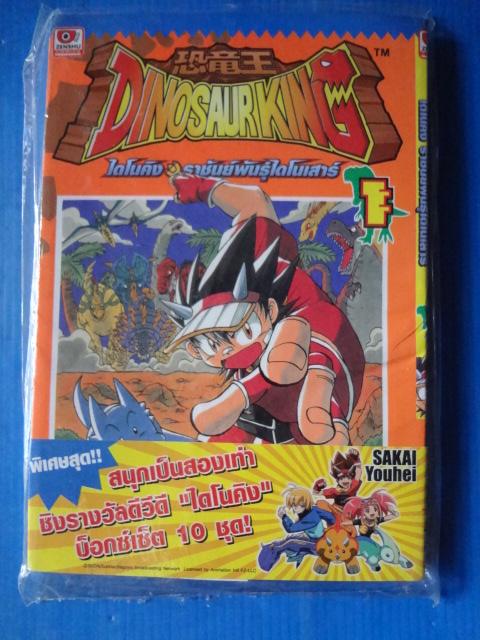 ZENSHU
恐竜王
DINOSAUR KING™
ไดโนคิง ราชันย์พันธุ์ไดโนเสาร์
1
พิเศษสุด!!
สนุกเป็นสองเท่า
ชิงรางวัลดีวีดี "ไดโนคิง"
บ็อกซ์เซ็ต 10 ชุด!
SAKAI
Youhei